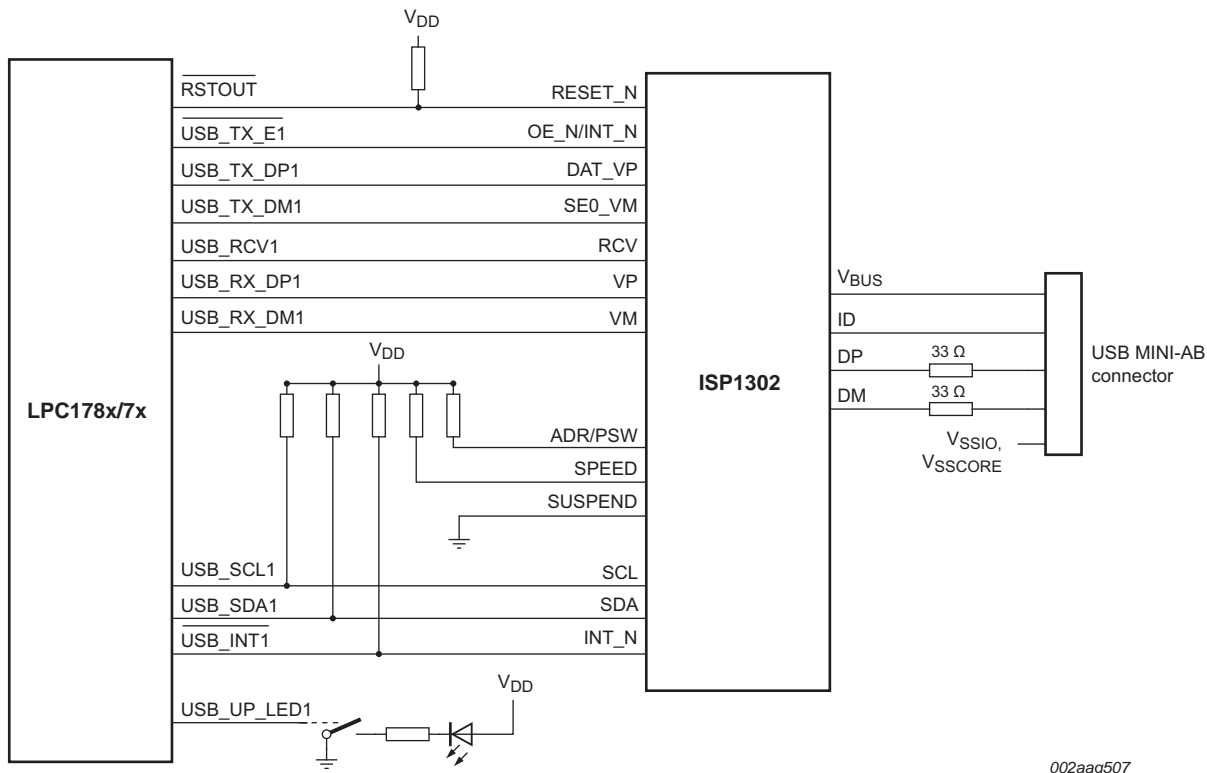 VDD
RSTOUT
RESET_N
USB_TX_E1
OE_N/INT_N
USB_TX_DP1
DAT_VP
USB_TX_DM1
SE0_VM
USB_RCV1
RCV
USB_RX_DP1
VP
USB_RX_DM1
VM
VBUS
ID
DP
33 Ω
DM
33 Ω
USB MINI-AB
connector
VSSIO,
VSSCORE
VDD
LPC178x/7x
ISP1302
ADR/PSW
SPEED
SUSPEND
USB_SCL1
SCL
USB_SDA1
SDA
USB_INT1
INT_N
VDD
USB_UP_LED1
002aag507